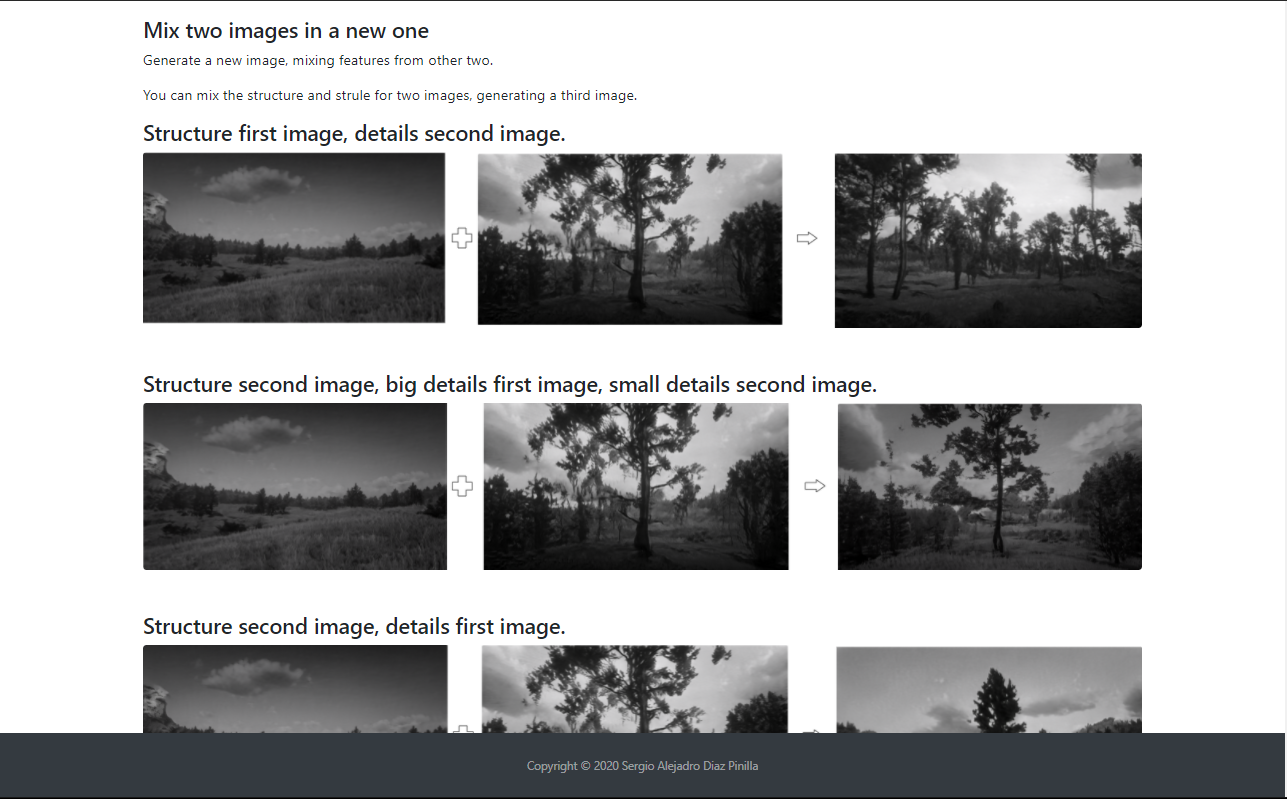 Mix two images in a new one
Generate a new image, mixing features from other two.
You can mix the structure and strule for two images, generating a third image.
Structure first image, details second image.
Structure second image, big details first image, small details second image.
Structure second image, details first image.
Copyright © 2020 Sergio Alejadro Diaz Pinilla